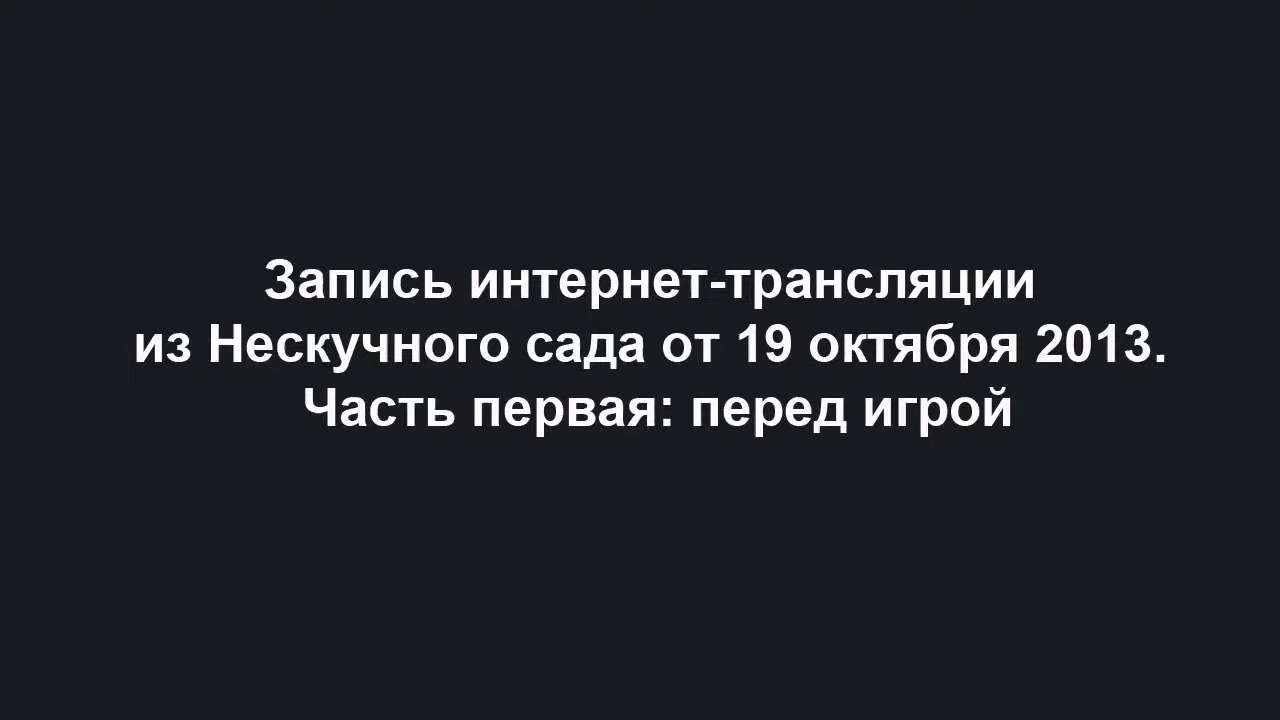 Запись интернет-трансляции
из Нескучного сада от 19 октября 2013.
Часть первая: перед игрой